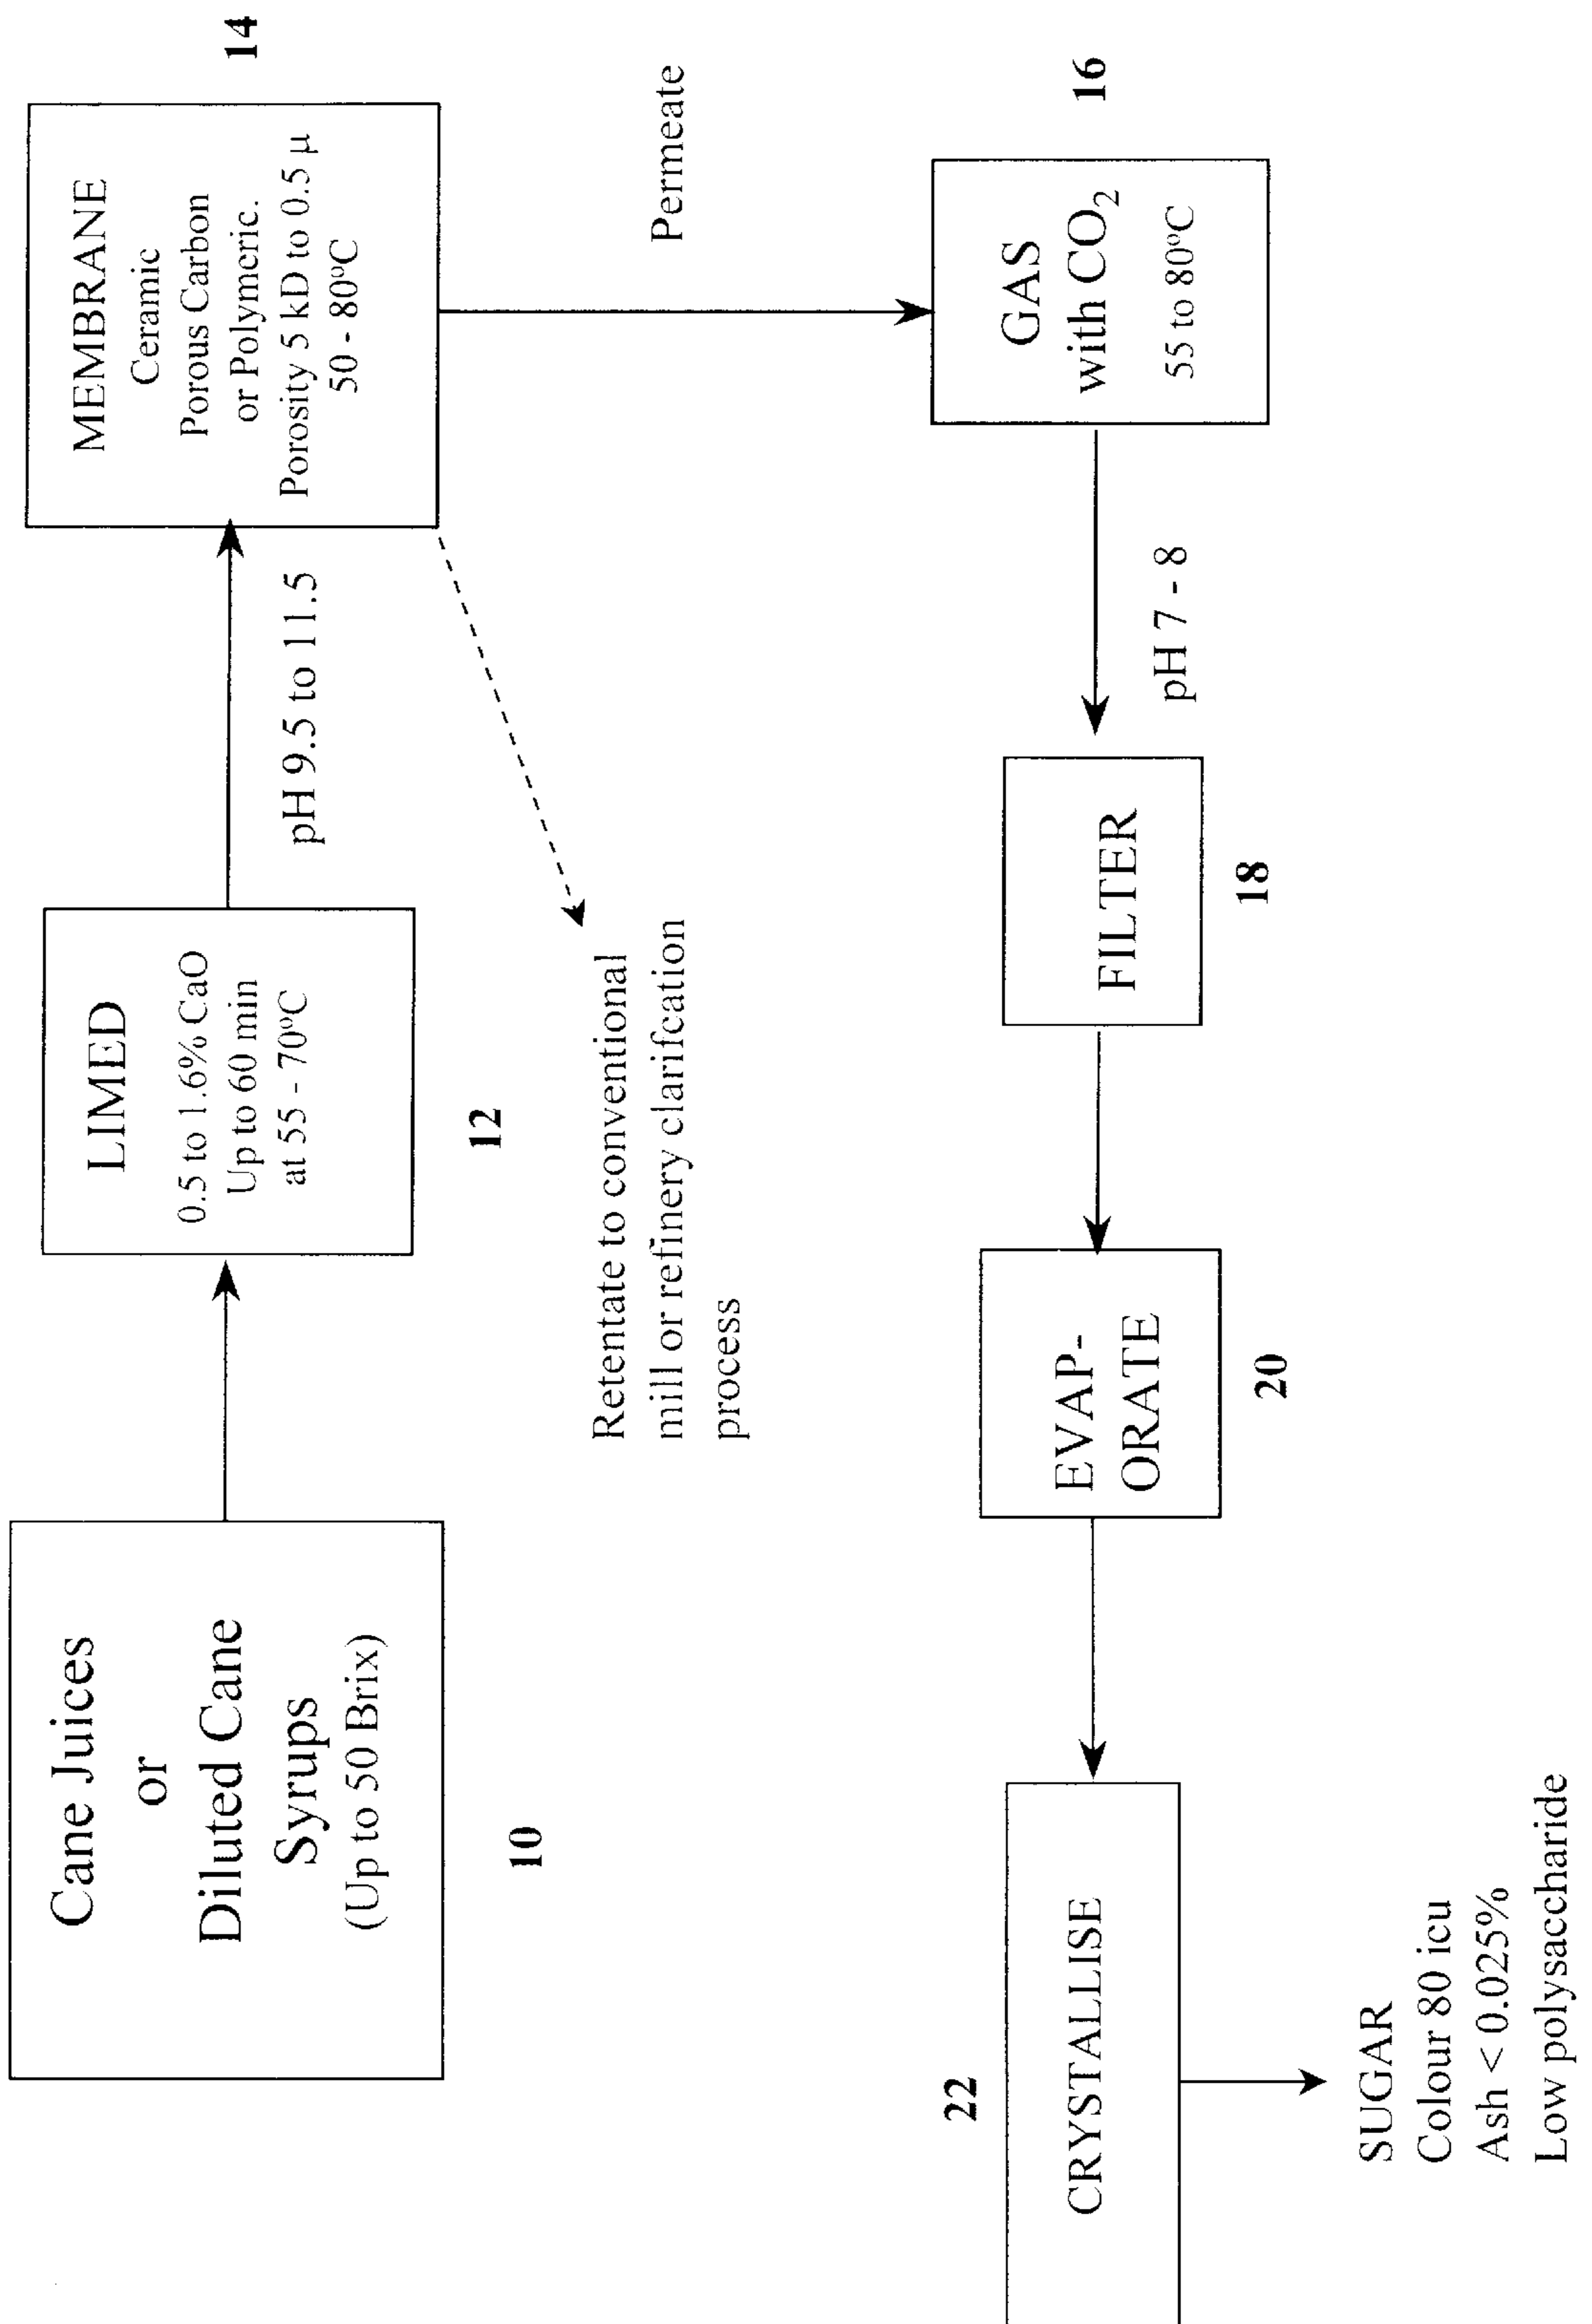 Cane Juices
or
Diluted Cane
Syrups
(Up to 50 Brix)
10
LIMED
0.5 to 1.6% CaO
Up to 60 min
at 55 - 70ºC
12
pH 9.5 to 11.5
MEMBRANE
Ceramic
Porous Carbon
or Polymeric.
Porosity 5 kD to 0.5 µ
50 - 80ºC
14
Retentate to conventional
mill or refinery clarifcation
process
Permeate
GAS
with CO₂
55 to 80ºC
16
pH 7 - 8
FILTER
18
EVAP-
ORATE
20
22
CRYSTALLISE
SUGAR
Colour 80 icu
Ash < 0.025%
Low polysaccharide